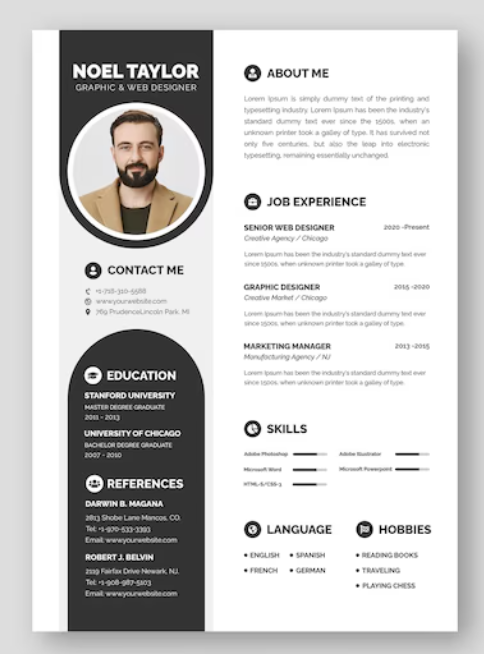 NOEL TAYLOR
GRAPHIC & WEB DESIGNER
CONTACT ME
+1-718-310-5588
www.yourwebsite.com
769 PrudenceLincoln Park, MI
EDUCATION
STANFORD UNIVERSITY
MASTER DEGREE GRADUATE
2011 - 2013
UNIVERSITY OF CHICAGO
BACHELOR DEGREE GRADUATE
2007 - 2010
REFERENCES
DARWIN B. MAGANA
2813 Shobe Lane Mancos, CO.
Tel: +1-970-533-3393
Email: www.yourwebsite.com
ROBERT J. BELVIN
2119 Fairfax Drive Newark, NJ.
Tel: +1-908-987-5103
Email: www.yourwebsite.com
ABOUT ME
Lorem Ipsum is simply dummy text of the printing and
typesetting industry. Lorem Ipsum has been the industry's
standard dummy text ever since the 1500s, when an
unknown printer took a galley of type. It has survived not
only five centuries, but also the leap into electronic
typesetting, remaining essentially unchanged.
JOB EXPERIENCE
SENIOR WEB DESIGNER 2020 -Present
Creative Agency / Chicago
Lorem Ipsum has been the industry's standard dummy text ever
since 1500s, when unknown printer took a galley of type.
GRAPHIC DESIGNER 2015 -2020
Creative Market / Chicago
Lorem Ipsum has been the industry's standard dummy text ever
since 1500s, when unknown printer took a galley of type.
MARKETING MANAGER 2013 -2015
Manufacturing Agency / NJ
Lorem Ipsum has been the industry's standard dummy text ever
since 1500s, when unknown printer took a galley of type.
SKILLS
Adobe Photoshop Adobe Illustrator
Microsoft Word Microsoft Powerpoint
HTML-5/CSS-3
LANGUAGE
• ENGLISH • SPANISH
• FRENCH • GERMAN
HOBBIES
• READING BOOKS
• TRAVELING
• PLAYING CHESS